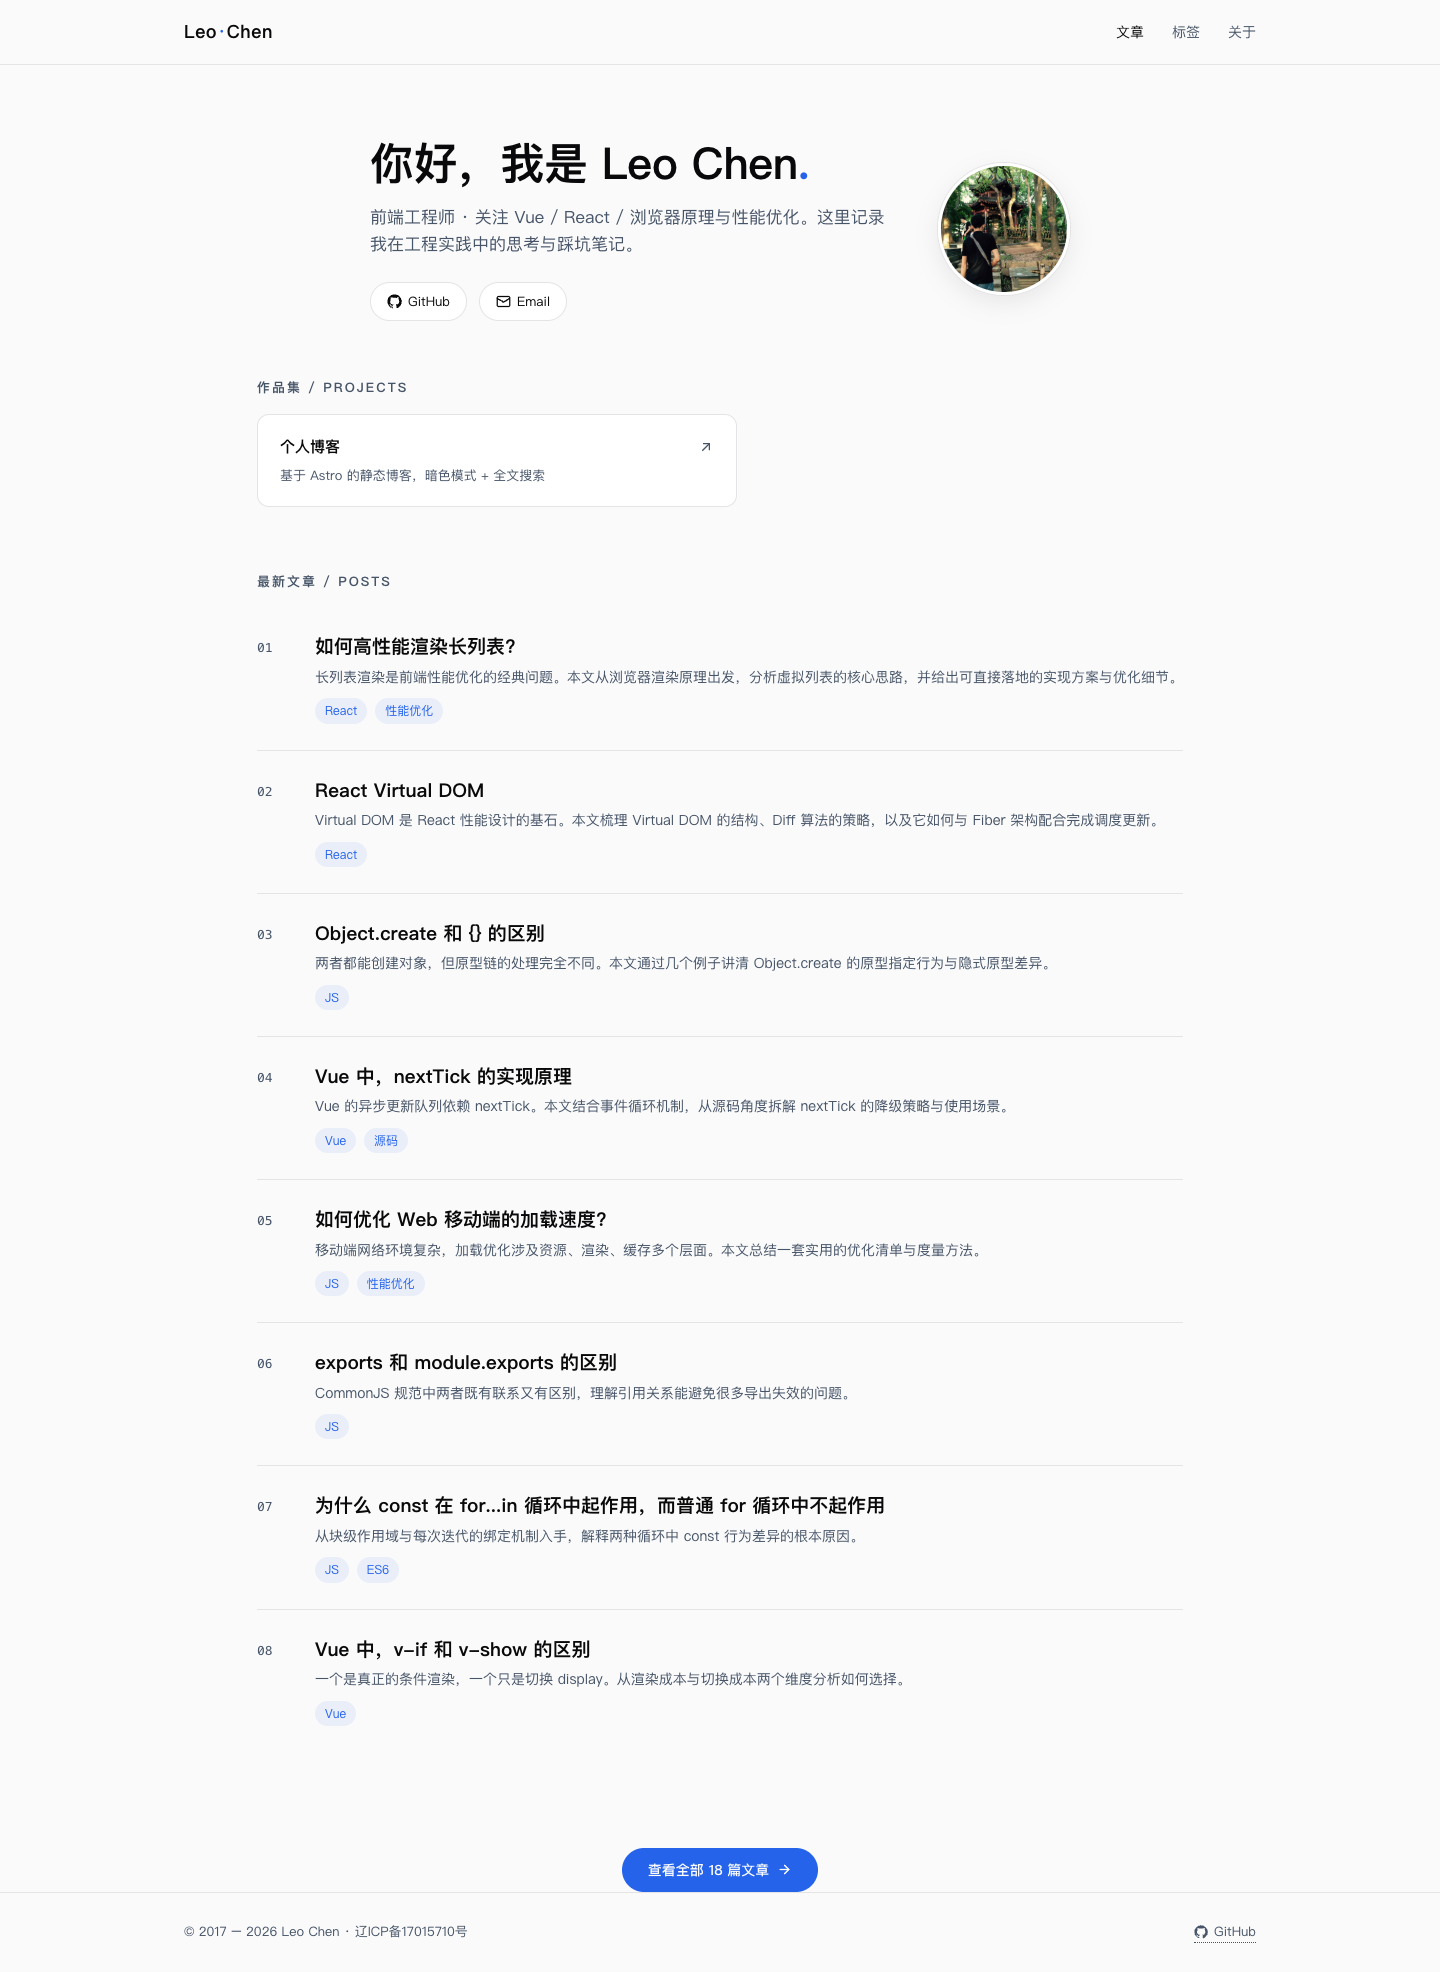 Leo·Chen
文章 标签 关于
你好，我是 Leo Chen.
前端工程师 · 关注 Vue / React / 浏览器原理与性能优化。这里记录
我在工程实践中的思考与踩坑笔记。
GitHub Email
作品集 / PROJECTS
个人博客
基于 Astro 的静态博客，暗色模式 + 全文搜索
最新文章 / POSTS
01 如何高性能渲染长列表？
长列表渲染是前端性能优化的经典问题。本文从浏览器渲染原理出发，分析虚拟列表的核心思路，并给出可直接落地的实现方案与优化细节。
React 性能优化
02 React Virtual DOM
Virtual DOM 是 React 性能设计的基石。本文梳理 Virtual DOM 的结构、Diff 算法的策略，以及它如何与 Fiber 架构配合完成调度更新。
React
03 Object.create 和 {} 的区别
两者都能创建对象，但原型链的处理完全不同。本文通过几个例子讲清 Object.create 的原型指定行为与隐式原型差异。
JS
04 Vue 中，nextTick 的实现原理
Vue 的异步更新队列依赖 nextTick。本文结合事件循环机制，从源码角度拆解 nextTick 的降级策略与使用场景。
Vue 源码
05 如何优化 Web 移动端的加载速度？
移动端网络环境复杂，加载优化涉及资源、渲染、缓存多个层面。本文总结一套实用的优化清单与度量方法。
JS 性能优化
06 exports 和 module.exports 的区别
CommonJS 规范中两者既有联系又有区别，理解引用关系能避免很多导出失效的问题。
JS
07 为什么 const 在 for...in 循环中起作用，而普通 for 循环中不起作用
从块级作用域与每次迭代的绑定机制入手，解释两种循环中 const 行为差异的根本原因。
JS ES6
08 Vue 中，v-if 和 v-show 的区别
一个是真正的条件渲染，一个只是切换 display。从渲染成本与切换成本两个维度分析如何选择。
Vue
查看全部 18 篇文章 →
© 2017 — 2026 Leo Chen · 辽ICP备17015710号 GitHub